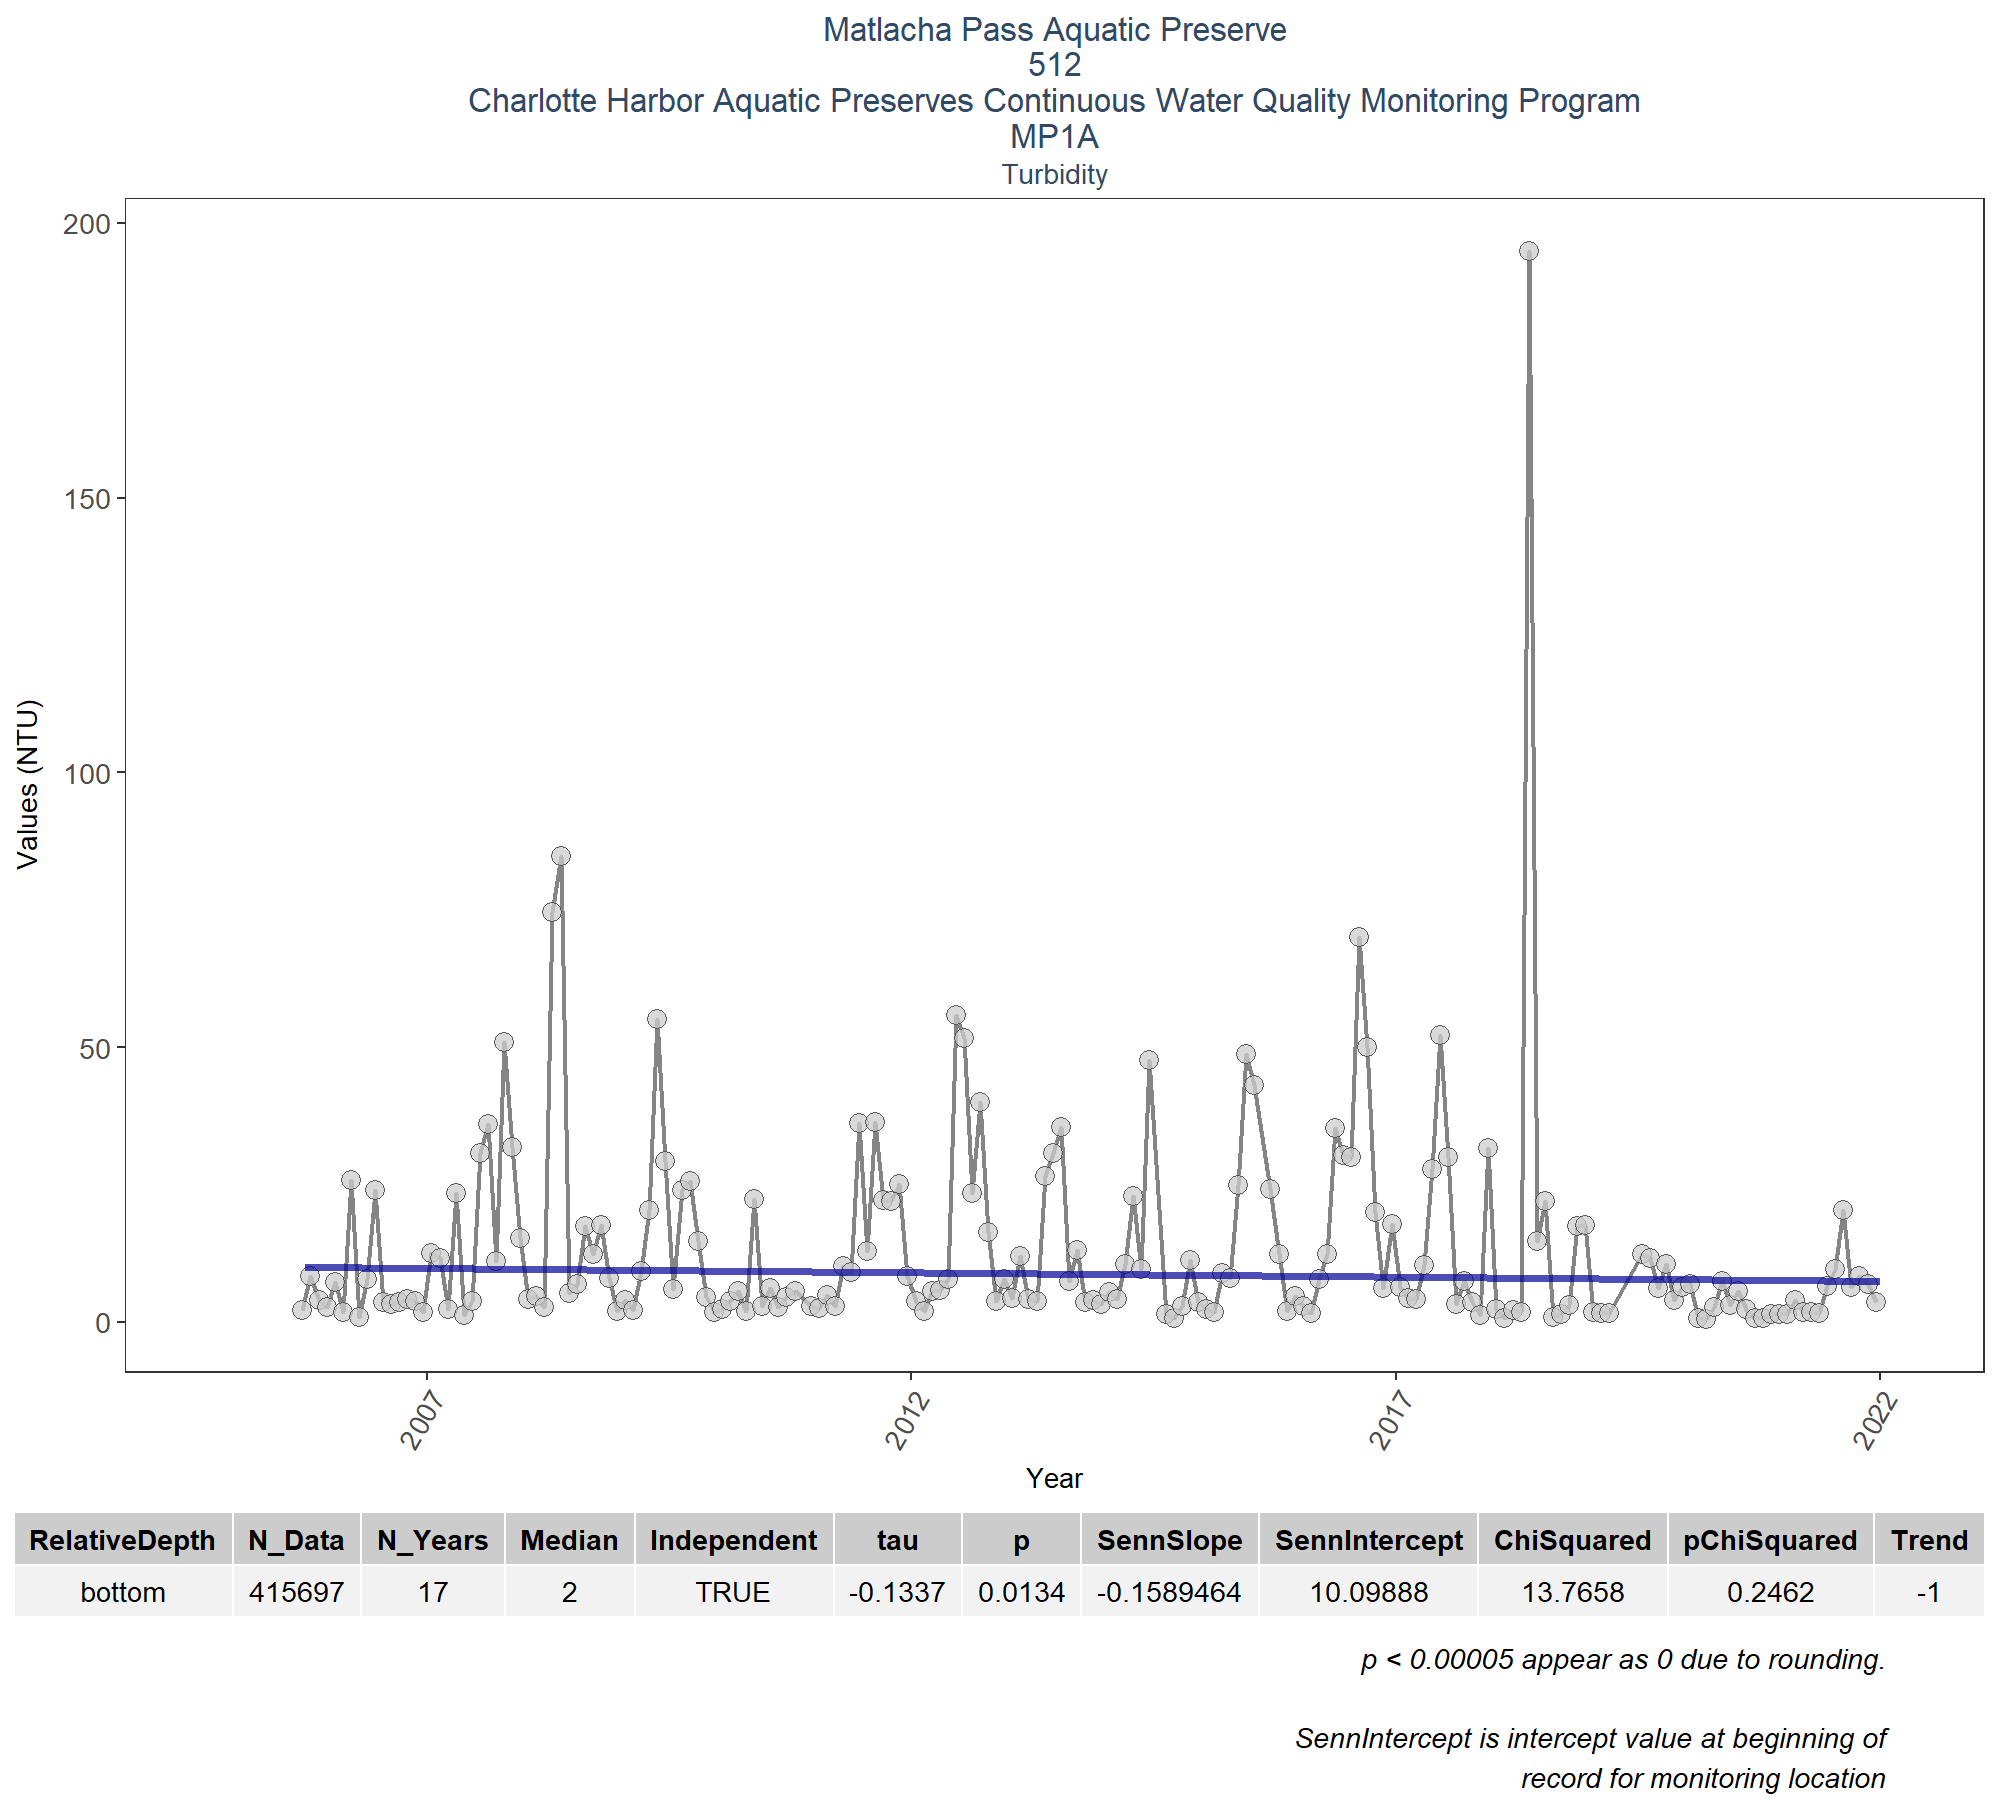 Matlacha Pass Aquatic Preserve
512
Charlotte Harbor Aquatic Preserves Continuous Water Quality Monitoring Program
MP1A
Turbidity
200
150
100
50
0
Values (NTU)
2007
2012
2017
2022
Year
RelativeDepth N_Data N_Years Median Independent tau p SennSlope SennIntercept ChiSquared pChiSquared Trend
bottom 415697 17 2 TRUE -0.1337 0.0134 -0.1589464 10.09888 13.7658 0.2462 -1
p < 0.00005 appear as 0 due to rounding.
SennIntercept is intercept value at beginning of
record for monitoring location